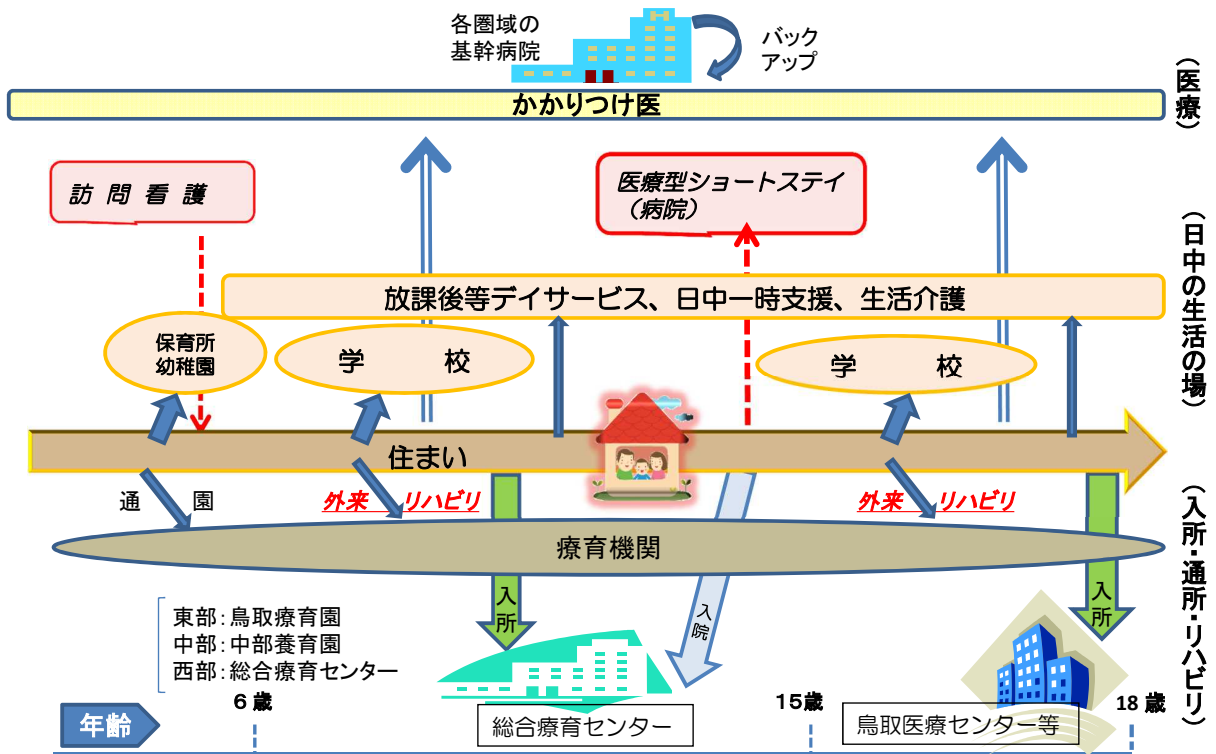 各圏域の
基幹病院
バック
アップ
(医療)
かかりつけ医
訪 問 看 護
医療型ショートステイ
(病院)
(日中の生活の場)
放課後等デイサービス、日中一時支援、生活介護
保育所
幼稚園
学 校
学 校
住まい
通 園
外来 リハビリ
外来 リハビリ
(入所・通所・リハビリ)
療育機関
入所
入院
入所
東部:鳥取療育園
中部:中部養育園
西部:総合療育センター
6歳
15歳
18歳
年齢
総合療育センター
鳥取医療センター等